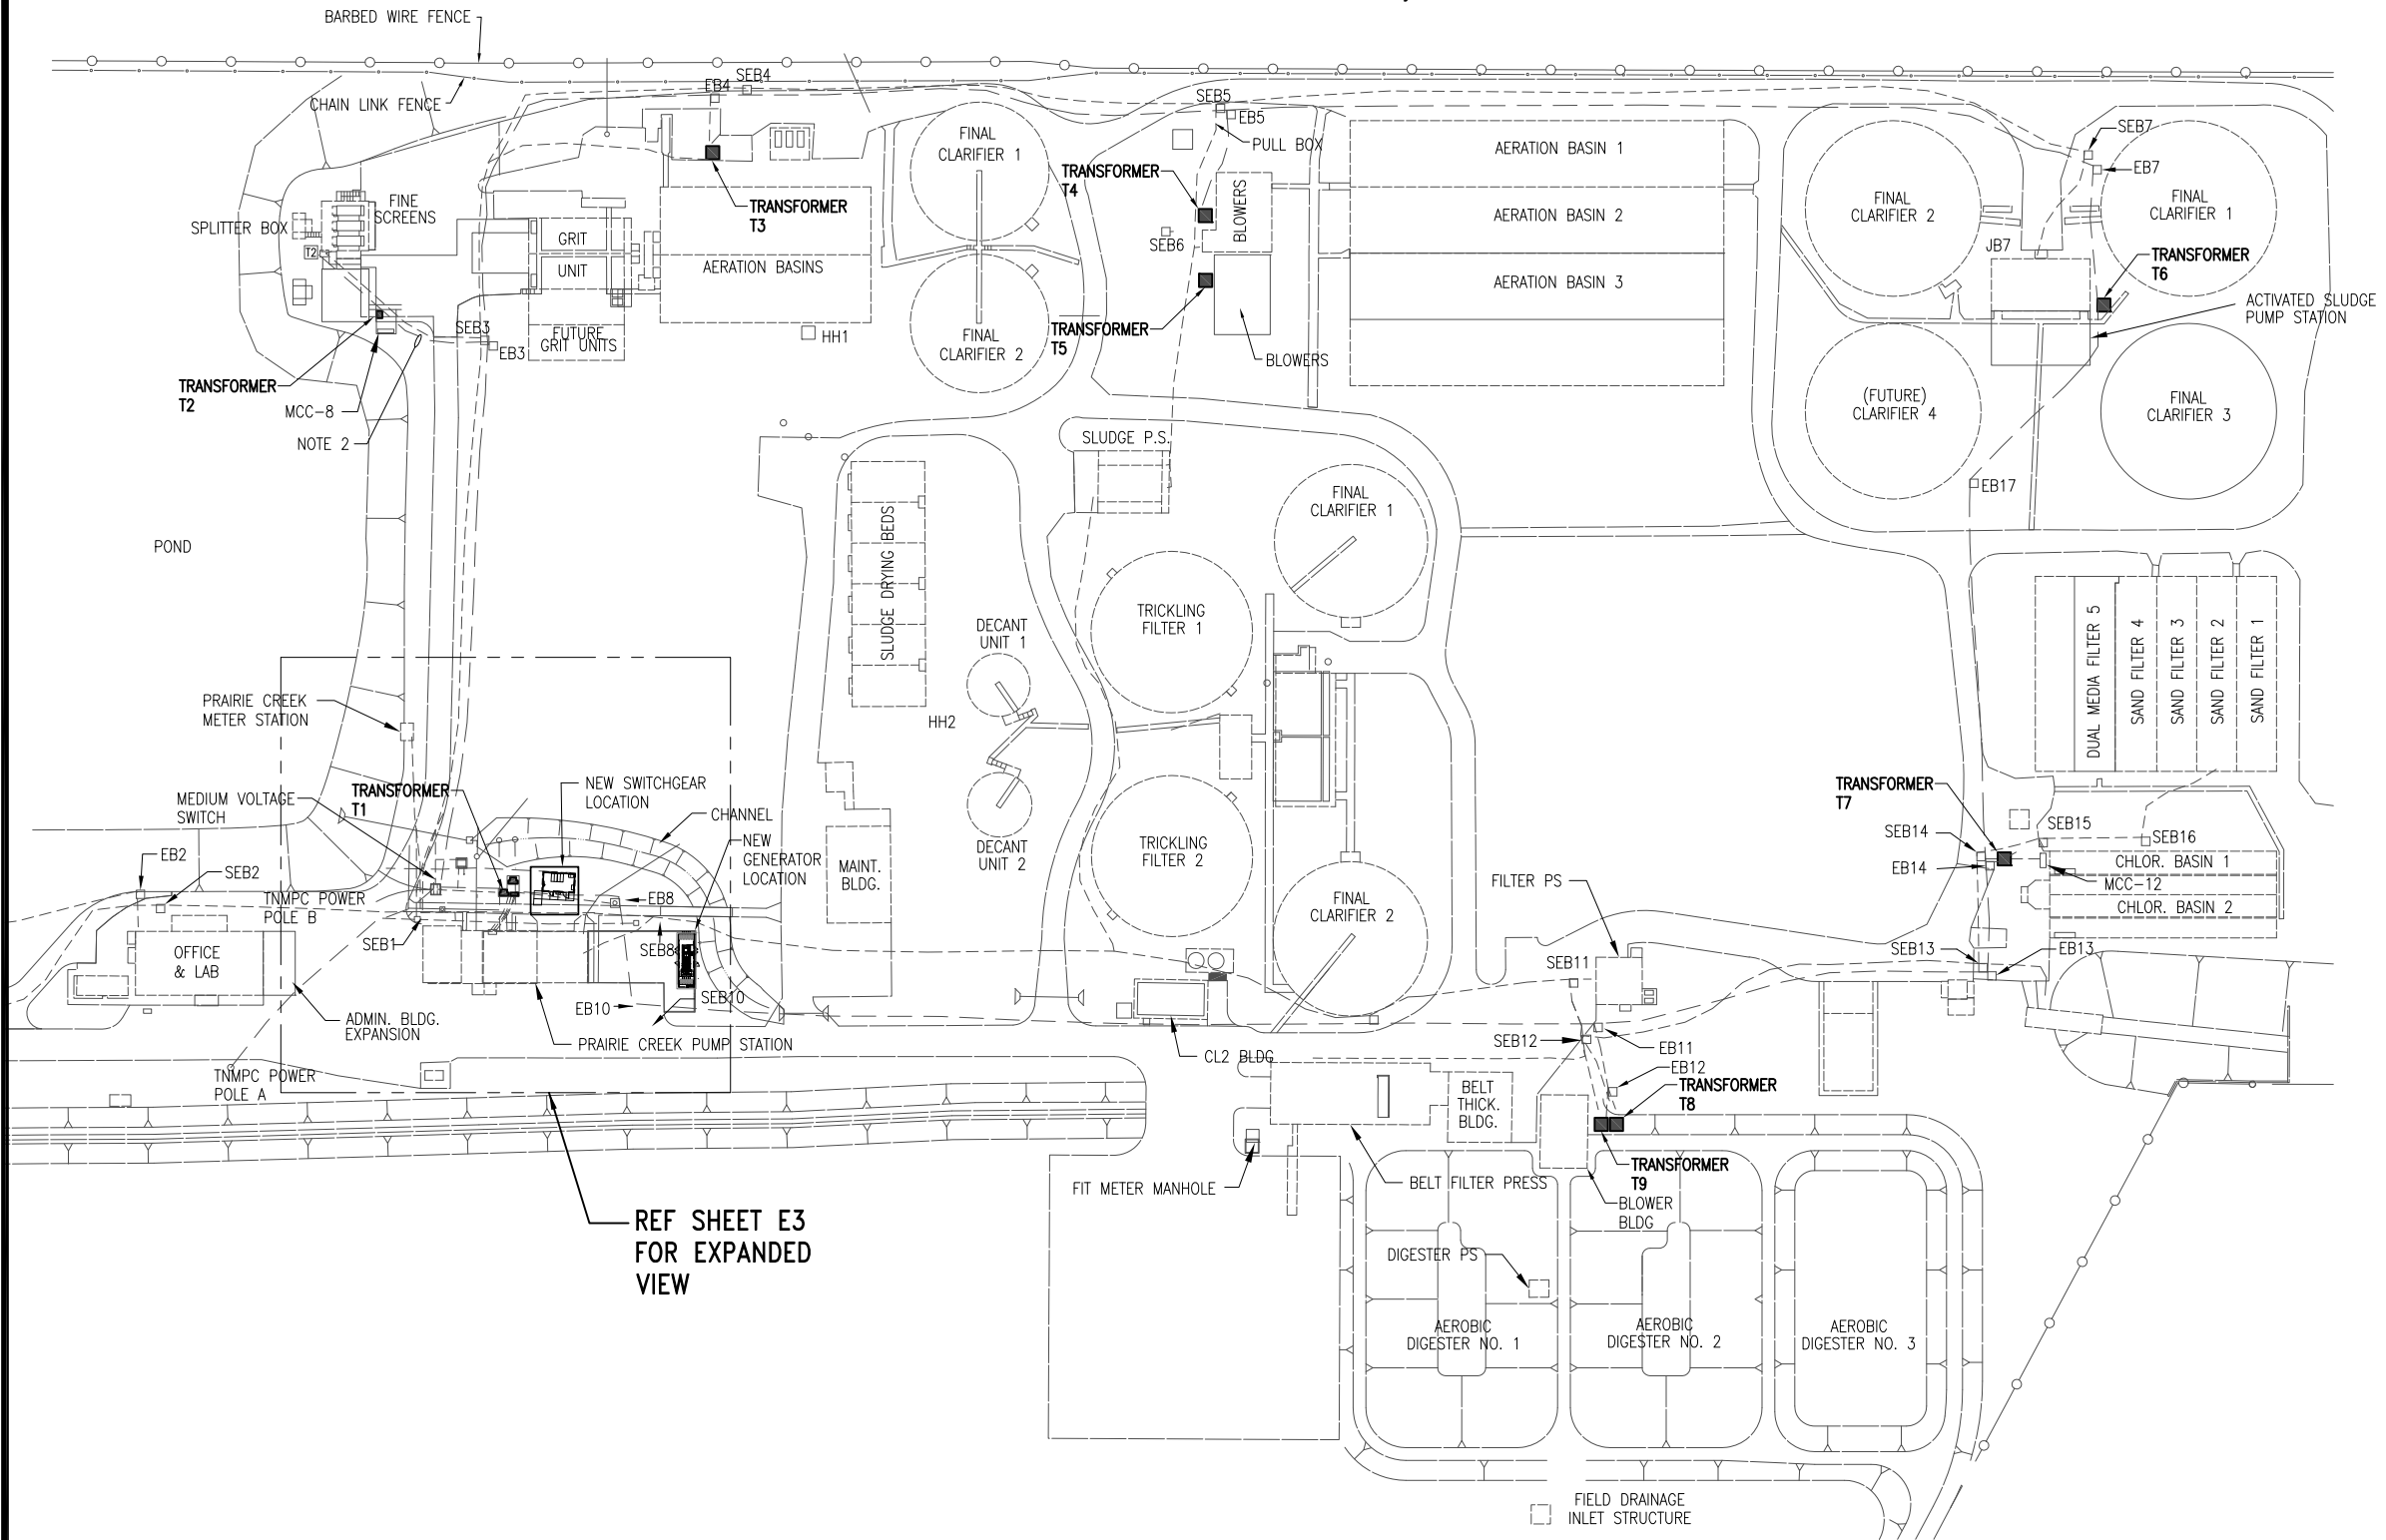 BARBED WIRE FENCE
CHAIN LINK FENCE
EB4
SEB4
SEB5
EB5
PULL BOX
SEB7
EB7
FINAL
CLARIFIER 1
AERATION BASIN 1
AERATION BASIN 2
AERATION BASIN 3
TRANSFORMER
T4
TRANSFORMER
T3
BLOWERS
SEB6
FINAL
CLARIFIER 2
FINAL
CLARIFIER 1
JB7
TRANSFORMER
T6
ACTIVATED SLUDGE
PUMP STATION
FINE
SCREENS
SPLITTER BOX
T2
GRIT
UNIT
AERATION BASINS
FUTURE
GRIT UNITS
HH1
FINAL
CLARIFIER 2
TRANSFORMER
T5
BLOWERS
SEB3
EB3
TRANSFORMER
T2
MCC-8
NOTE 2
(FUTURE)
CLARIFIER 4
FINAL
CLARIFIER 3
SLUDGE P.S.
EB17
POND
SLUDGE DRYING BEDS
FINAL
CLARIFIER 1
TRICKLING
FILTER 1
DECANT
UNIT 1
HH2
DUAL MEDIA FILTER 5
SAND FILTER 4
SAND FILTER 3
SAND FILTER 2
SAND FILTER 1
PRAIRIE CREEK
METER STATION
MEDIUM VOLTAGE
SWITCH
TRANSFORMER
T1
NEW SWITCHGEAR
LOCATION
CHANNEL
NEW
GENERATOR
LOCATION
MAINT.
BLDG.
DECANT
UNIT 2
TRICKLING
FILTER 2
TRANSFORMER
T7
SEB14
EB14
SEB15
SEB16
CHLOR. BASIN 1
MCC-12
CHLOR. BASIN 2
EB2
SEB2
TNMPC POWER
POLE B
EB8
SEB1
SEB8
OFFICE
& LAB
FINAL
CLARIFIER 2
FILTER PS
SEB11
SEB13
EB13
EB10
SEB10
ADMIN. BLDG.
EXPANSION
PRAIRIE CREEK PUMP STATION
CL2 BLDG
SEB12
EB11
EB12
TRANSFORMER
T8
TNMPC POWER
POLE A
BELT
THICK.
BLDG.
TRANSFORMER
T9
FIT METER MANHOLE
BELT FILTER PRESS
BLOWER
BLDG
REF SHEET E3
FOR EXPANDED
VIEW
DIGESTER PS
AEROBIC
DIGESTER NO. 1
AEROBIC
DIGESTER NO. 2
AEROBIC
DIGESTER NO. 3
FIELD DRAINAGE
INLET STRUCTURE